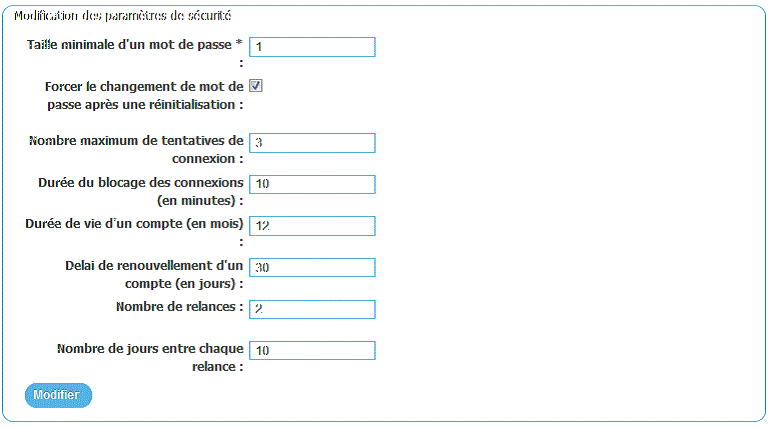 Modification des paramètres de sécurité
Taille minimale d'un mot de passe * 1
:
Forcer le changement de mot de
passe après une réinitialisation :
Nombre maximum de tentatives de 3
connexion :
Durée du blocage des connexions 10
(en minutes) :
Durée de vie d'un compte (en mois) 12
:
Delai de renouvellement d'un 30
compte (en jours) :
Nombre de relances : 2
Nombre de jours entre chaque 10
relance :
Modifier